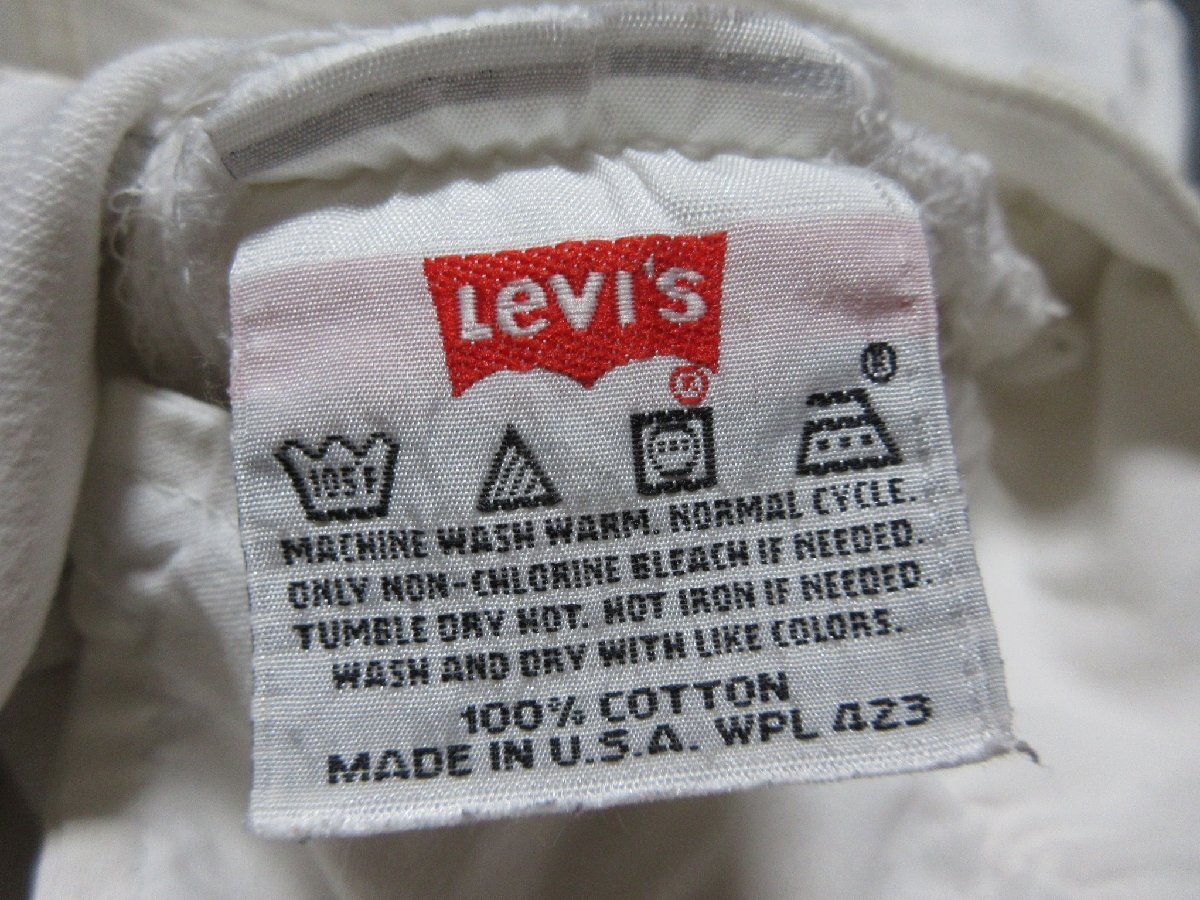 LEVI'S
®
®
105F
MACHINE WASH WARM. NORMAL CYCLE.
ONLY NON-CHLORINE BLEACH IF NEEDED.
TUMBLE DRY HOT. HOT IRON IF NEEDED.
WASH AND DRY WITH LIKE COLORS.
100% COTTON
MADE IN U.S.A. WPL 423